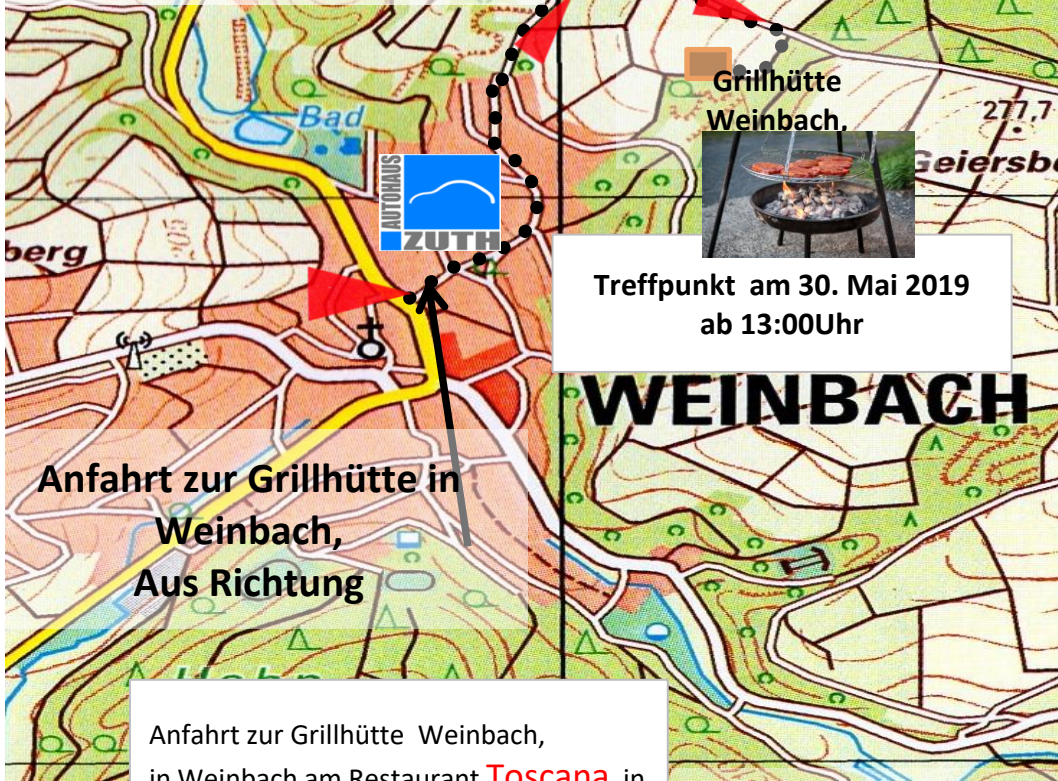 Bad
Grillhütte
Weinbach,
277,7
AUTOHAUS
ZUTH
berg
Treffpunkt am 30. Mai 2019
ab 13:00Uhr
WEINBACH
Anfahrt zur Grillhütte in
Weinbach,
Aus Richtung
Anfahrt zur Grillhütte Weinbach,
in Weinbach am Restaurant Toscana in